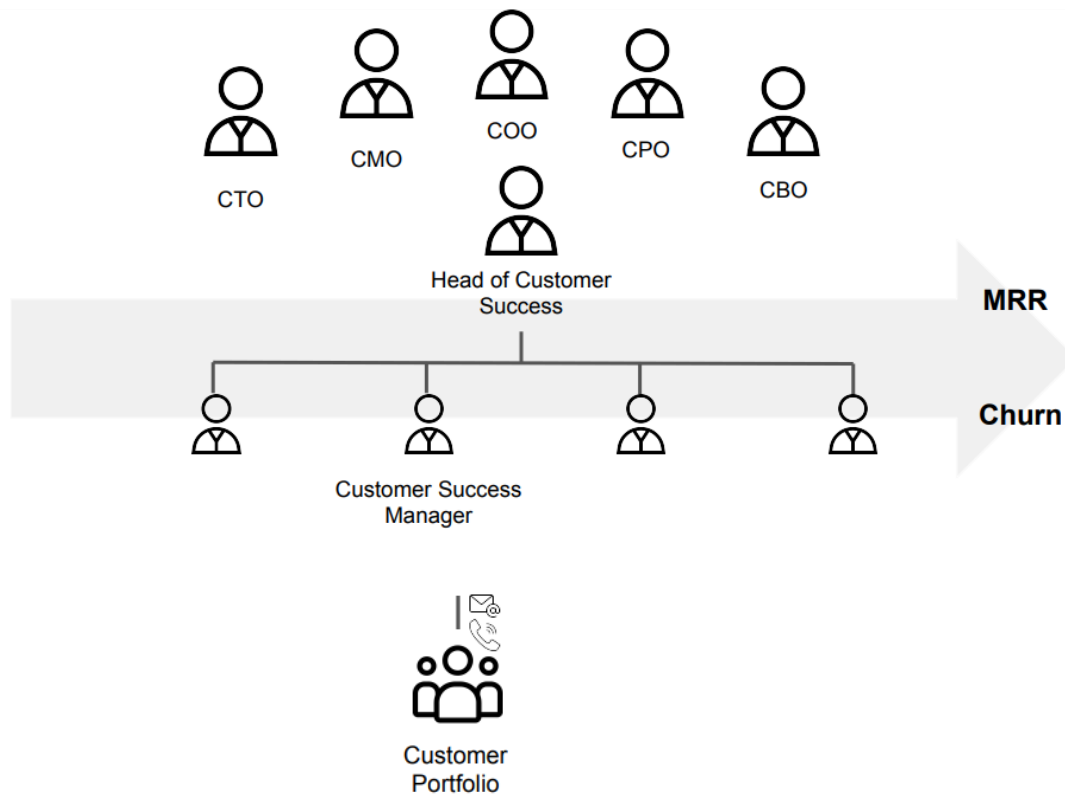 COO
CMO
CPO
CTO
CBO
Head of Customer
Success
MRR
Churn
Customer Success
Manager
@
Customer
Portfolio